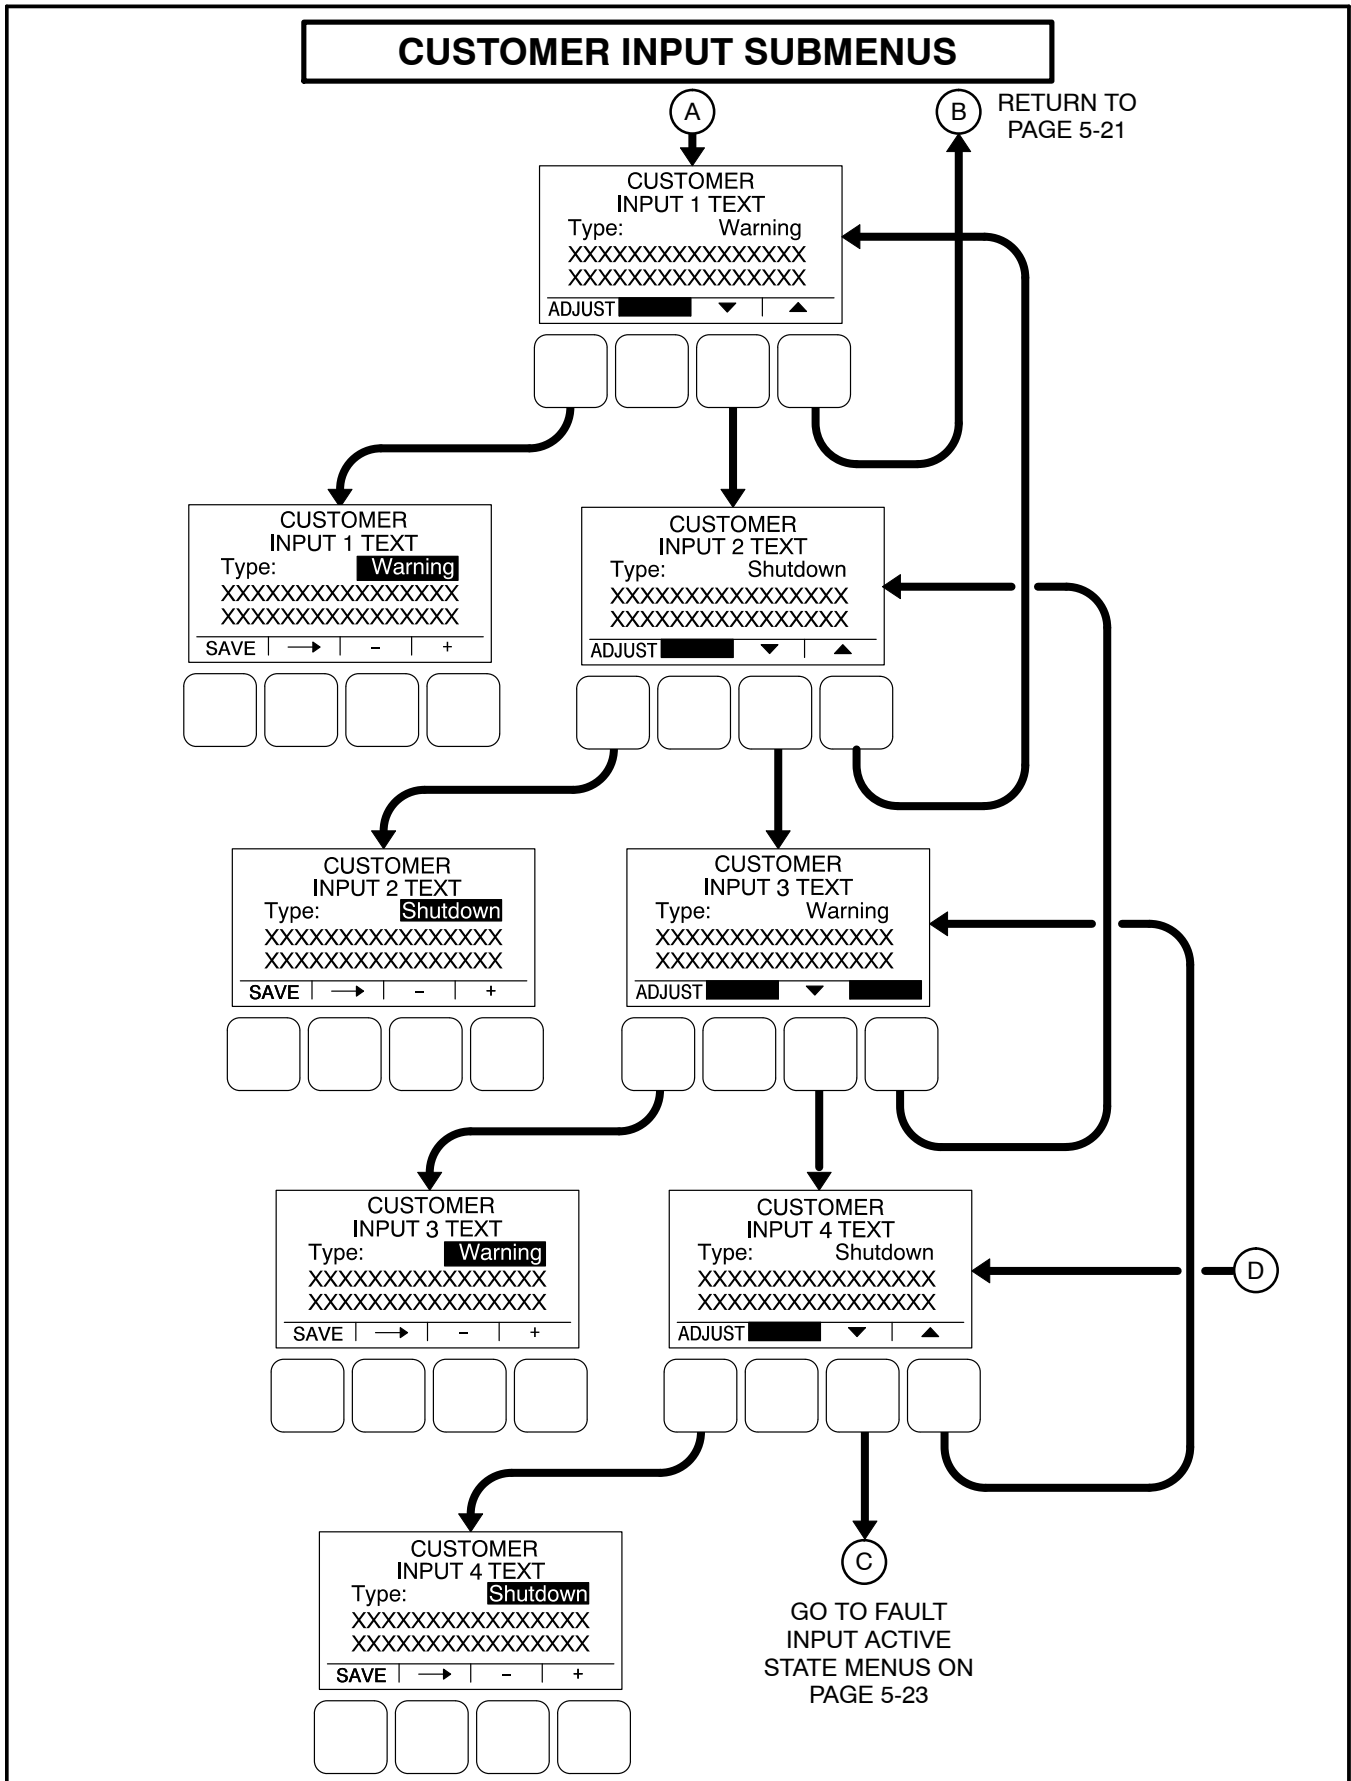 CUSTOMER INPUT SUBMENUS
A
B
RETURN TO
PAGE 5-21
CUSTOMER
INPUT 1 TEXT
Type: Warning
XXXXXXXXXXXXXXXX
XXXXXXXXXXXXXXXX
ADJUST ▼ ▲
CUSTOMER
INPUT 1 TEXT
Type: Warning
XXXXXXXXXXXXXXXX
XXXXXXXXXXXXXXXX
SAVE → - +
CUSTOMER
INPUT 2 TEXT
Type: Shutdown
XXXXXXXXXXXXXXXX
XXXXXXXXXXXXXXXX
ADJUST ▼ ▲
CUSTOMER
INPUT 2 TEXT
Type: Shutdown
XXXXXXXXXXXXXXXX
XXXXXXXXXXXXXXXX
SAVE → - +
CUSTOMER
INPUT 3 TEXT
Type: Warning
XXXXXXXXXXXXXXXX
XXXXXXXXXXXXXXXX
ADJUST ▼
CUSTOMER
INPUT 3 TEXT
Type: Warning
XXXXXXXXXXXXXXXX
XXXXXXXXXXXXXXXX
SAVE → - +
CUSTOMER
INPUT 4 TEXT
Type: Shutdown
XXXXXXXXXXXXXXXX
XXXXXXXXXXXXXXXX
ADJUST ▼ ▲
D
CUSTOMER
INPUT 4 TEXT
Type: Shutdown
XXXXXXXXXXXXXXXX
XXXXXXXXXXXXXXXX
SAVE → - +
C
GO TO FAULT
INPUT ACTIVE
STATE MENUS ON
PAGE 5-23